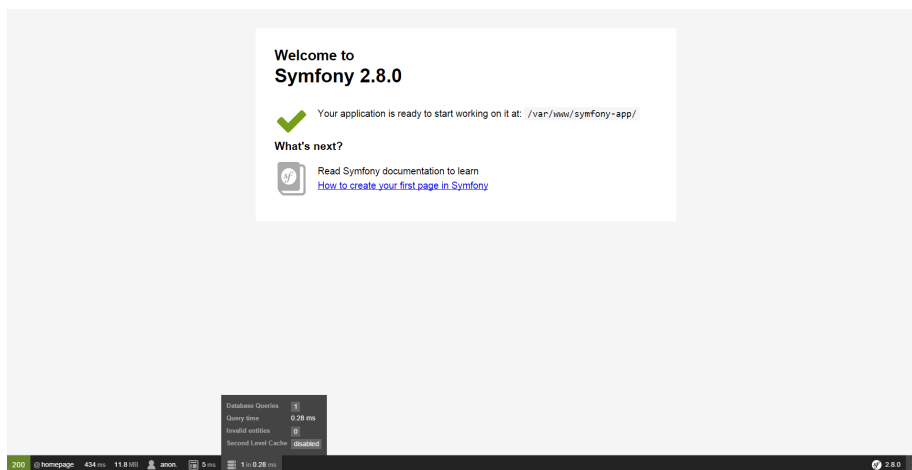 Welcome to
Symfony 2.8.0
Your application is ready to start working on it at: /var/www/symfony-app/
What's next?
sf
Read Symfony documentation to learn
How to create your first page in Symfony
Database Queries 1
Query time 0.28 ms
Invalid entities 0
Second Level Cache disabled
200 @ homepage 434 ms 11.8 MB anon. 5 ms 1 in 0.28 ms sf 2.8.0